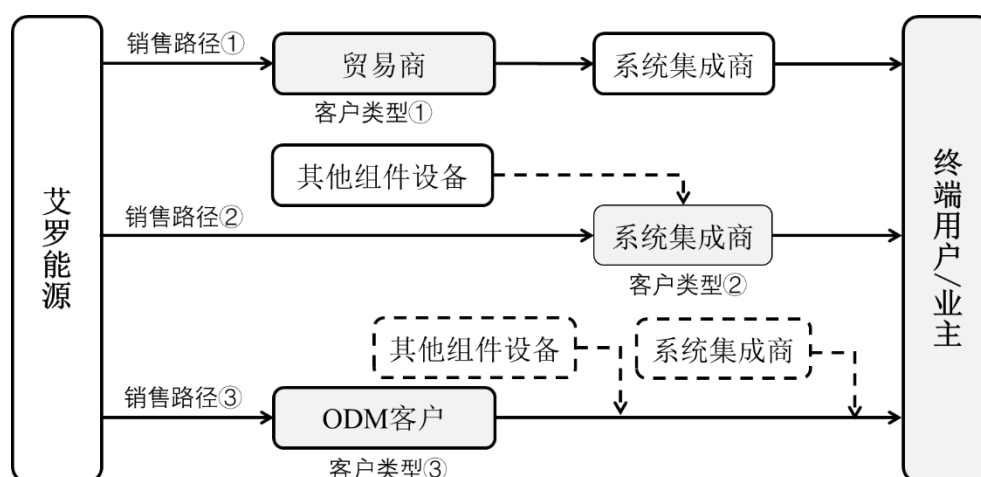 艾罗能源
销售路径①
贸易商
客户类型①
系统集成商
其他组件设备
销售路径②
系统集成商
客户类型②
其他组件设备
系统集成商
销售路径③
ODM客户
客户类型③
终端用户/业主